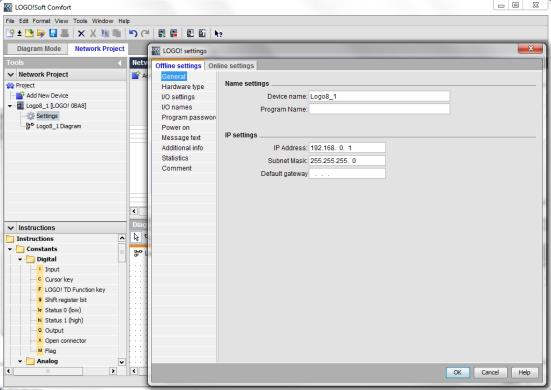 LOGO!Soft Comfort
File Edit Format View Tools Window Help
Diagram Mode Network Project
Tools
Network Project
Project
Add New Device
Logo8_1 [LOGO! 0BA8]
Settings
Logo8_1 Diagram
Instructions
Instructions
Constants
Digital
I Input
C Cursor key
F LOGO! TD Function key
S Shift register bit
lo Status 0 (low)
hi Status 1 (high)
Q Output
X Open connector
M Flag
Analog
Netw
Diag
LOGO! settings
Offline settings Online settings
General
Hardware type
I/O settings
I/O names
Program passwor
Power on
Message text
Additional info
Statistics
Comment
Name settings
Device name: Logo8_1
Program Name:
IP settings
IP Address: 192.168. 0. 1
Subnet Mask: 255.255.255. 0
Default gateway . . .
OK Cancel Help